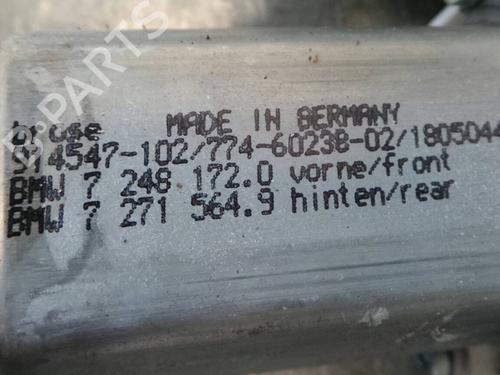 B-PARTS
brose MADE IN GERMANY
914547-102/774-60238-02/1805044
BMW 7 248 172.0 vorne/front
BMW 7 271 564.9 hinten/rear